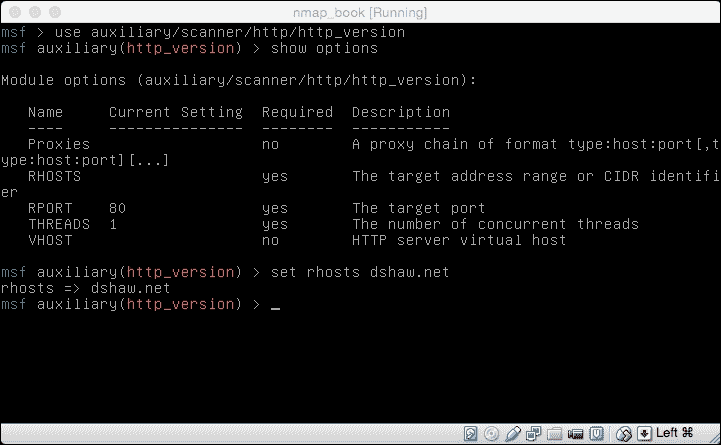 nmap_book [Running]
msf > use auxiliary/scanner/http/http_version
msf auxiliary(http_version) > show options
Module options (auxiliary/scanner/http/http_version):
Name Current Setting Required Description
---- --------------- -------- -----------
Proxies no A proxy chain of format type:host:port[,t
ype:host:port][...]
RHOSTS yes The target address range or CIDR identifi
er
RPORT 80 yes The target port
THREADS 1 yes The number of concurrent threads
VHOST no HTTP server virtual host
msf auxiliary(http_version) > set rhosts dshaw.net
rhosts => dshaw.net
msf auxiliary(http_version) > _
Left ⌘